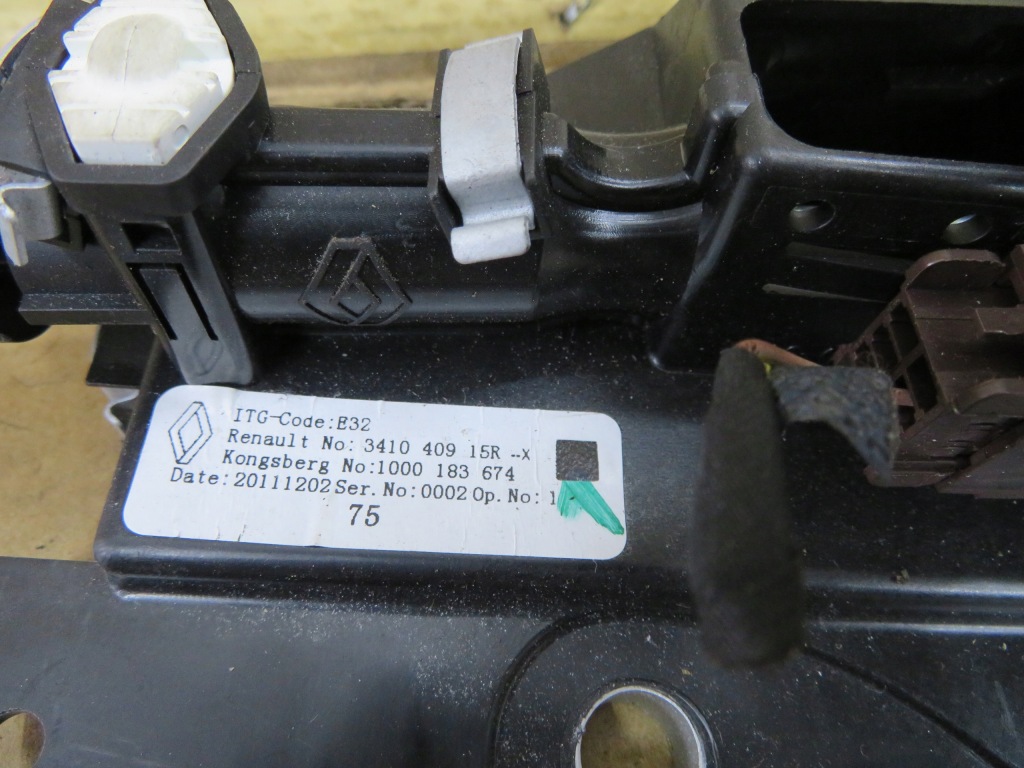 ITG-Code:E32
Renault No: 3410 409 15R --X
Kongsberg No:1000 183 674
Date:20111202 Ser.No:0002 Op.No: 1
75